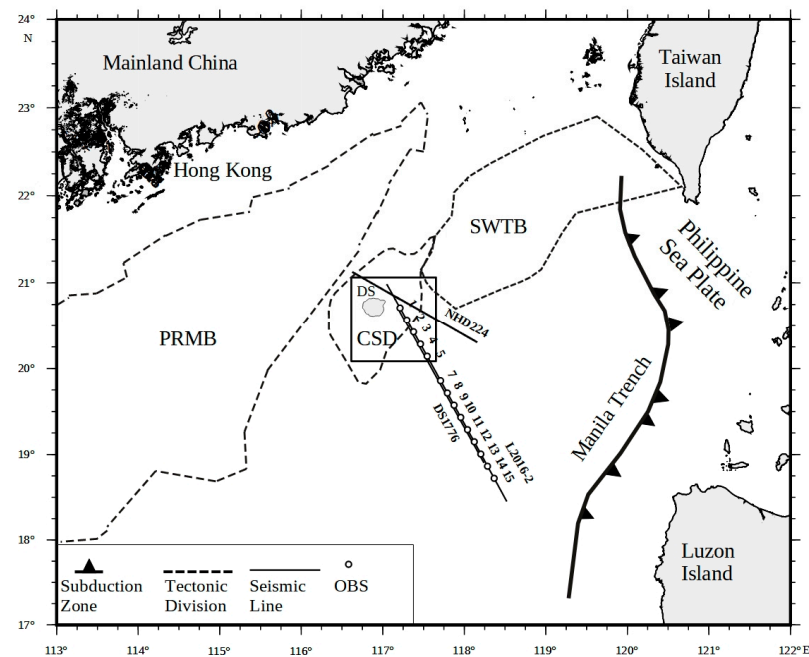 24°
N
23°
22°
21°
20°
19°
18°
17°
Mainland China
Hong Kong
Taiwan
Island
SWTB
Philippine
Sea Plate
DS
CSD
NHD224
PRMB
1
2
3
4
5
7
8
9
10
11
12
13
14
15
DS1776
L2016-2
Manila Trench
Luzon
Island
Subduction
Zone
Tectonic
Division
Seismic
Line
OBS
113° 114° 115° 116° 117° 118° 119° 120° 121° 122° E